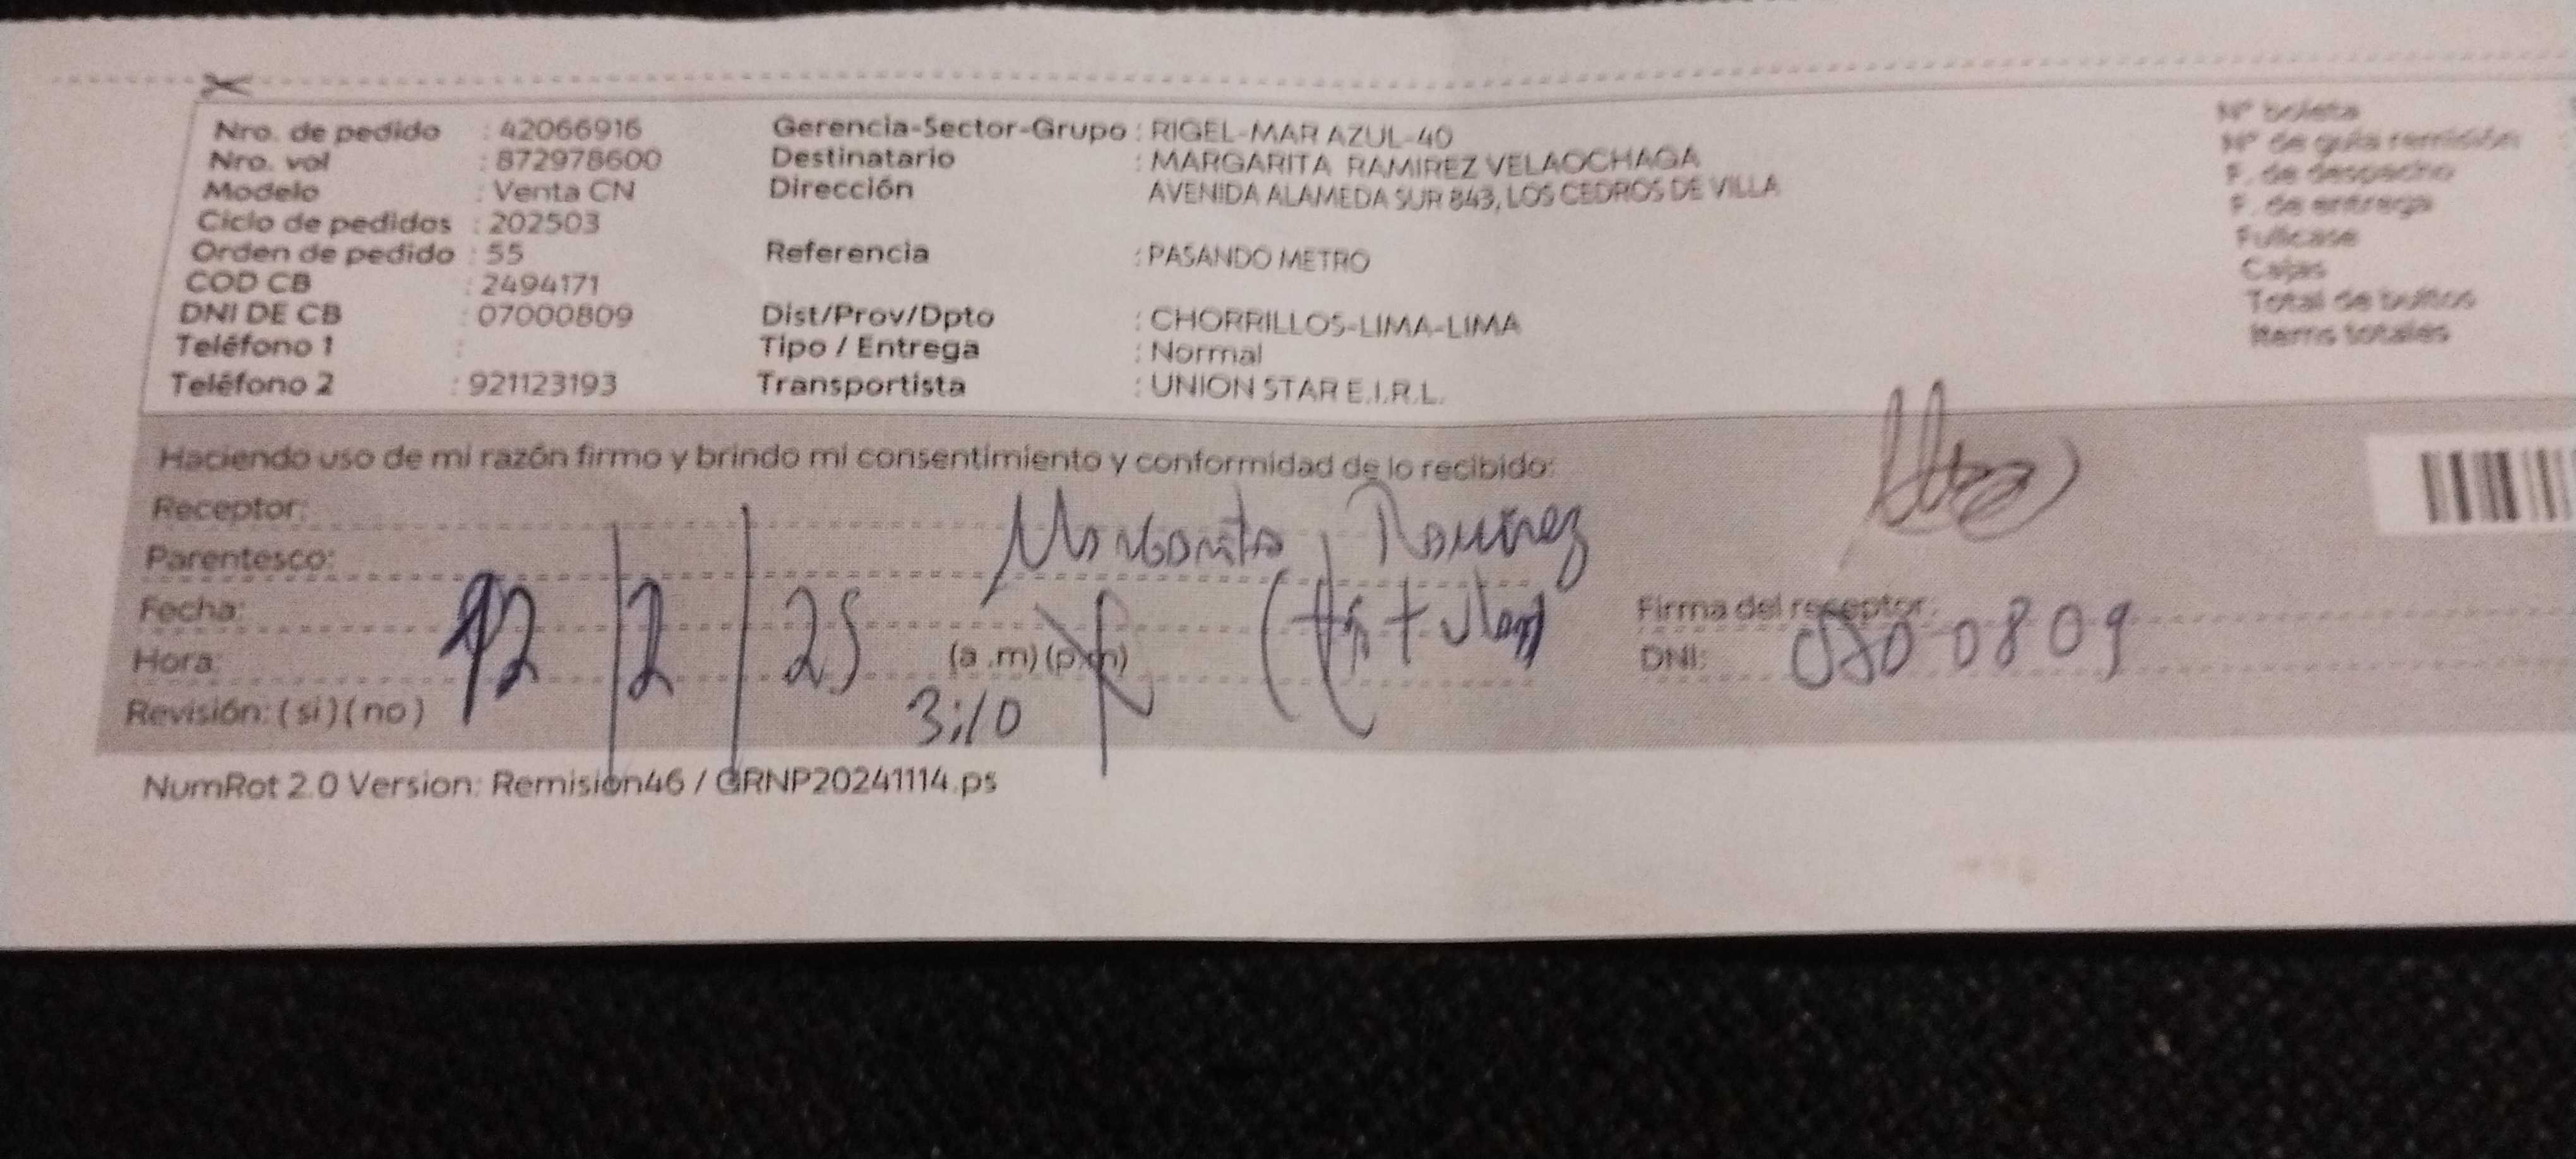 Nro. de pedido : 42066916
Nro. vol : 872978600
Modelo : Venta CN
Ciclo de pedidos : 202503
Orden de pedido : 55
COD CB : 2494171
DNI DE CB : 07000809
Teléfono 1 :
Teléfono 2 : 921123193
Gerencia-Sector-Grupo : RIGEL-MAR AZUL-40
Destinatario : MARGARITA RAMIREZ VELAOCHAGA
Dirección AVENIDA ALAMEDA SUR 843, LOS CEDROS DE VILLA
Referencia : PASANDO METRO
Dist/Prov/Dpto : CHORRILLOS-LIMA-LIMA
Tipo / Entrega : Normal
Transportista : UNION STAR E.I.R.L.
Nº boleta
Nº de guía remisión
F. de despacho
F. de entrega
Fullcase
Cajas
Total de bultos
Items totales
Haciendo uso de mi razón firmo y brindo mi consentimiento y conformidad de lo recibido:
Receptor: Margarita Ramirez
Parentesco: (titular)
Fecha: 12 / 2 / 25
Hora: (a .m) (p.m)
3:10
Revisión: ( si ) ( no )
Firma del receptor:
DNI: 0809
NumRot 2.0 Version: Remision46 / GRNP20241114.ps